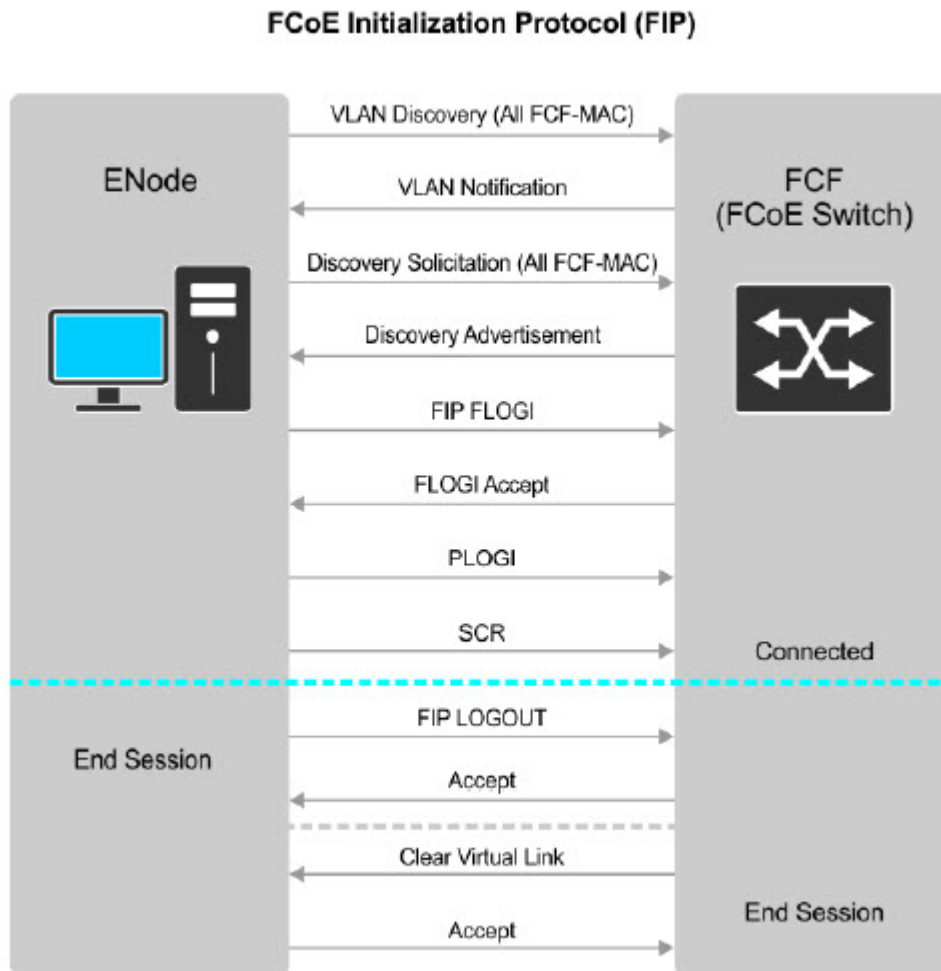 FCoE Initialization Protocol (FIP)
VLAN Discovery (All FCF-MAC)
ENode
VLAN Notification
FCF
(FCoE Switch)
Discovery Solicitation (All FCF-MAC)
Discovery Advertisement
FIP FLOGI
FLOGI Accept
PLOGI
SCR
Connected
FIP LOGOUT
End Session
Accept
Clear Virtual Link
End Session
Accept